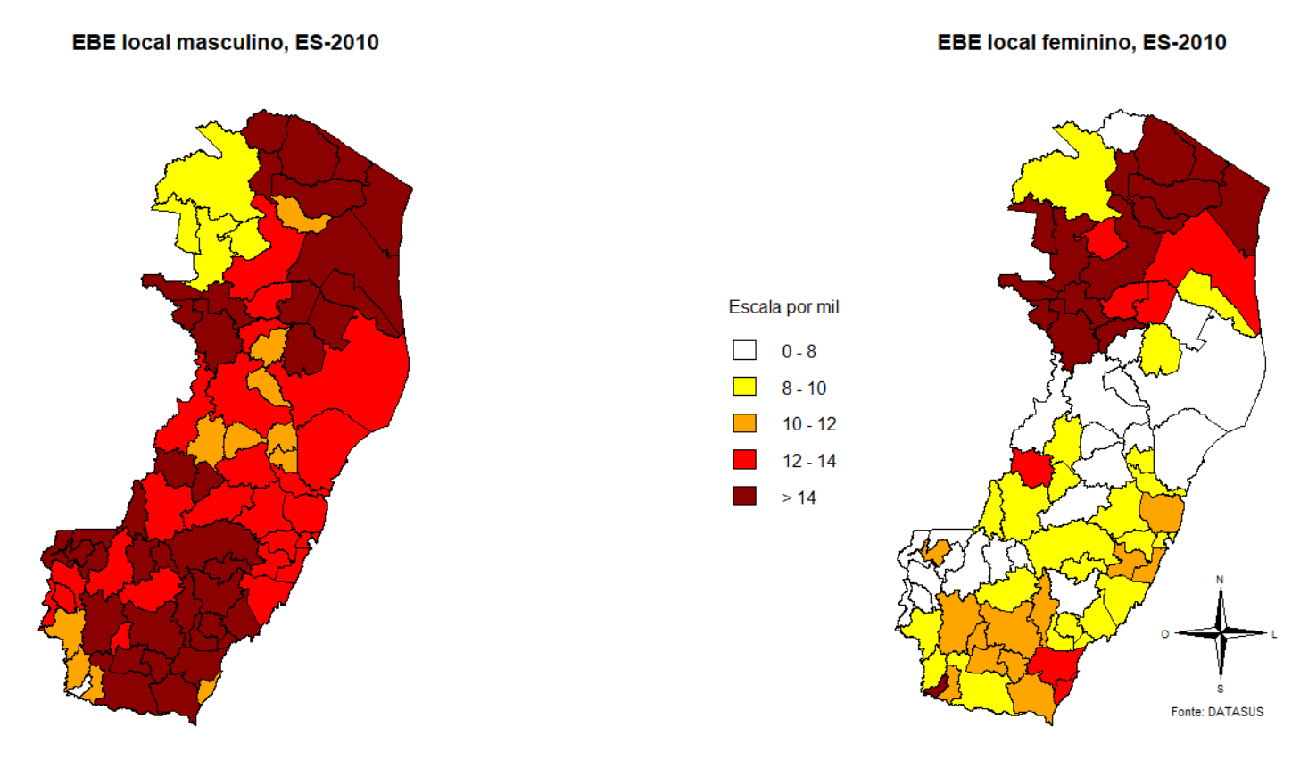 EBE local masculino, ES-2010
EBE local feminino, ES-2010
Escala por mil
0 - 8
8 - 10
10 - 12
12 - 14
> 14
N
O
L
S
Fonte: DATASUS